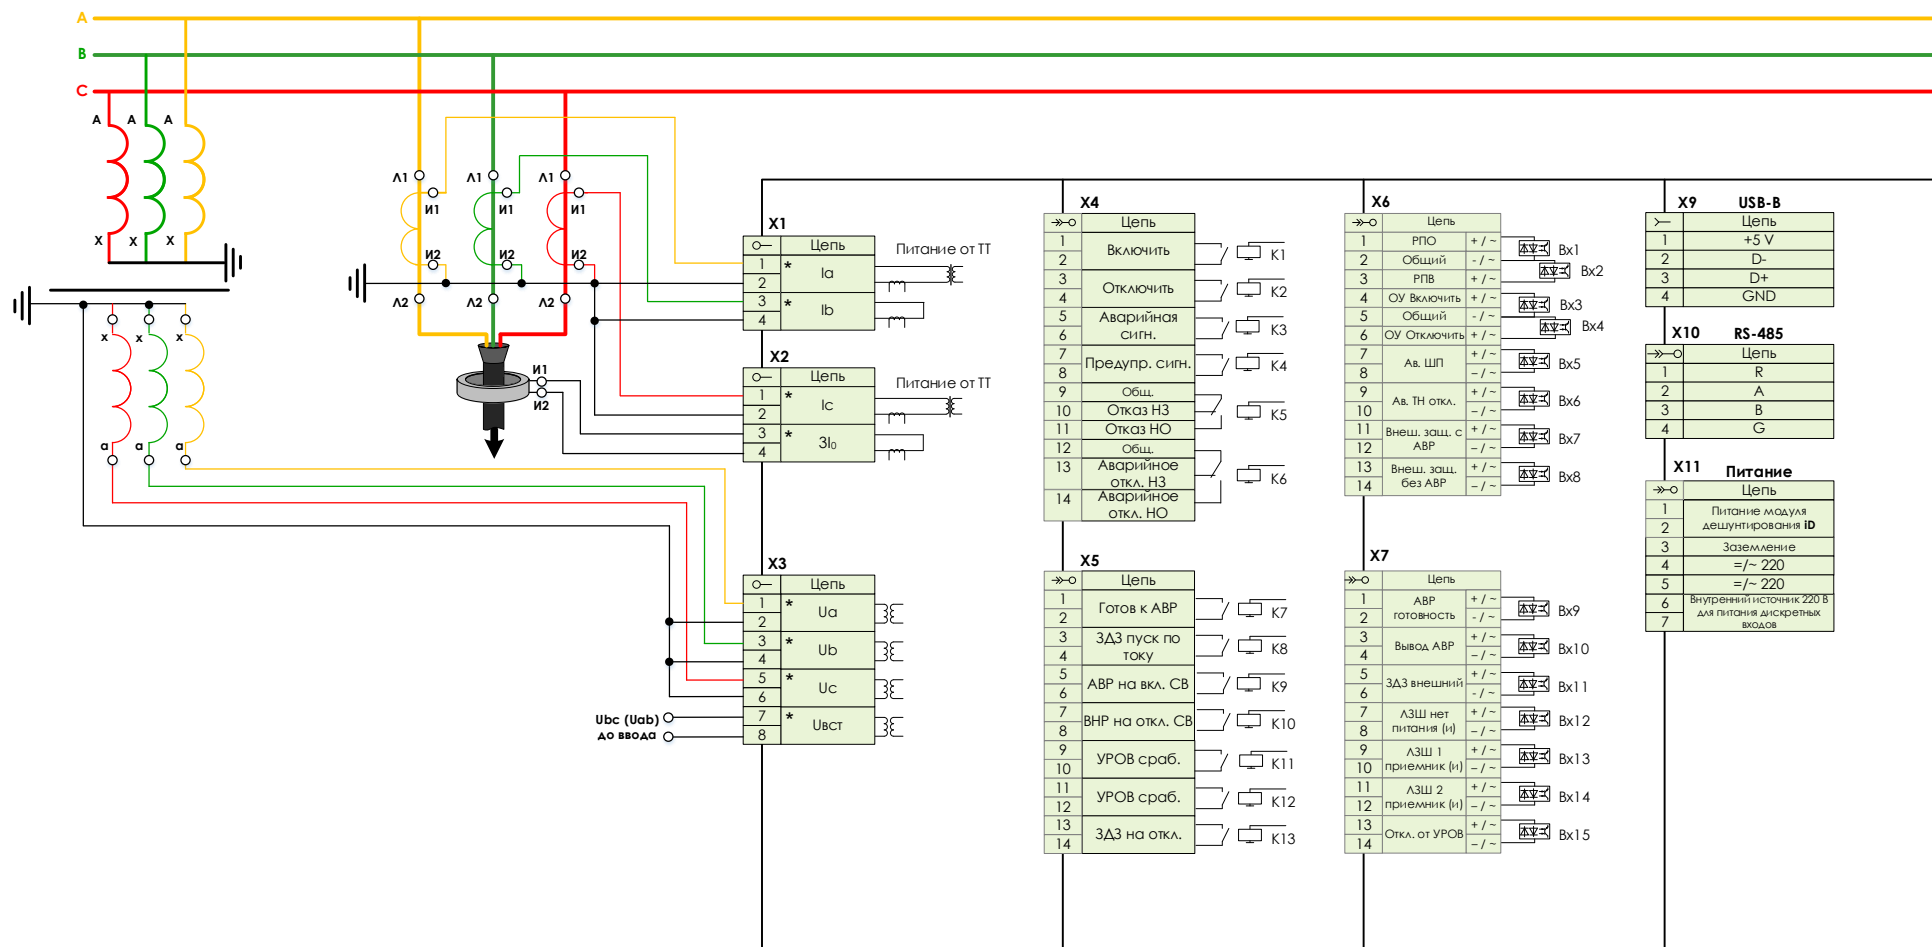 A
B
C
A
A
A
X
X
X
x
x
x
a
a
a
Л1
Л1
Л1
И1
И1
И1
И2
И2
И2
Л2
Л2
Л2
И1
И2
X1
Цепь
1
*
Ia
2
3
*
Ib
4
Питание от ТТ
X2
Цепь
1
*
Ic
2
3
*
3I0
4
Питание от ТТ
X3
Цепь
1
*
Ua
2
3
*
Ub
4
5
*
Uc
6
7
*
Uвст
8
Ubc (Uab)
до ввода
X4
Цепь
1
2
Включить
K1
3
4
Отключить
K2
5
6
Аварийная
сигн.
K3
7
8
Предупр. сигн.
K4
9
Общ.
10
Отказ НЗ
K5
11
Отказ НО
12
Общ.
13
Аварийное
откл. НЗ
K6
14
Аварийное
откл. НО
X5
Цепь
1
2
Готов к АВР
K7
3
4
ЗДЗ пуск по
току
K8
5
6
АВР на вкл. СВ
K9
7
8
ВНР на откл. СВ
K10
9
10
УРОВ сраб.
K11
11
12
УРОВ сраб.
K12
13
14
ЗДЗ на откл.
K13
X6
Цепь
1
РПО
+ / ~
Вх1
2
Общий
- / ~
Вх2
3
РПВ
+ / ~
4
ОУ Включить
+ / ~
Вх3
5
Общий
- / ~
Вх4
6
ОУ Отключить
+ / ~
7
8
Ав. ШП
+ / ~
– / ~
Вх5
9
10
Ав. ТН откл.
+ / ~
– / ~
Вх6
11
12
Внеш. защ. с
АВР
+ / ~
– / ~
Вх7
13
14
Внеш. защ.
без АВР
+ / ~
– / ~
Вх8
X7
Цепь
1
2
АВР
готовность
+ / ~
- / ~
Вх9
3
4
Вывод АВР
+ / ~
– / ~
Вх10
5
6
ЗДЗ внешний
+ / ~
- / ~
Вх11
7
8
ЛЗШ нет
питания (и)
+ / ~
– / ~
Вх12
9
10
ЛЗШ 1
приемник (и)
+ / ~
– / ~
Вх13
11
12
ЛЗШ 2
приемник (и)
+ / ~
– / ~
Вх14
13
14
Откл. от УРОВ
+ / ~
– / ~
Вх15
X9 USB-B
Цепь
1
+5 V
2
D-
3
D+
4
GND
X10 RS-485
Цепь
1
R
2
A
3
B
4
G
X11 Питание
Цепь
1
2
Питание модуля
дешунтирования iD
3
Заземление
4
=/~ 220
5
=/~ 220
6
7
Внутренний источник 220 В
для питания дискретных
входов